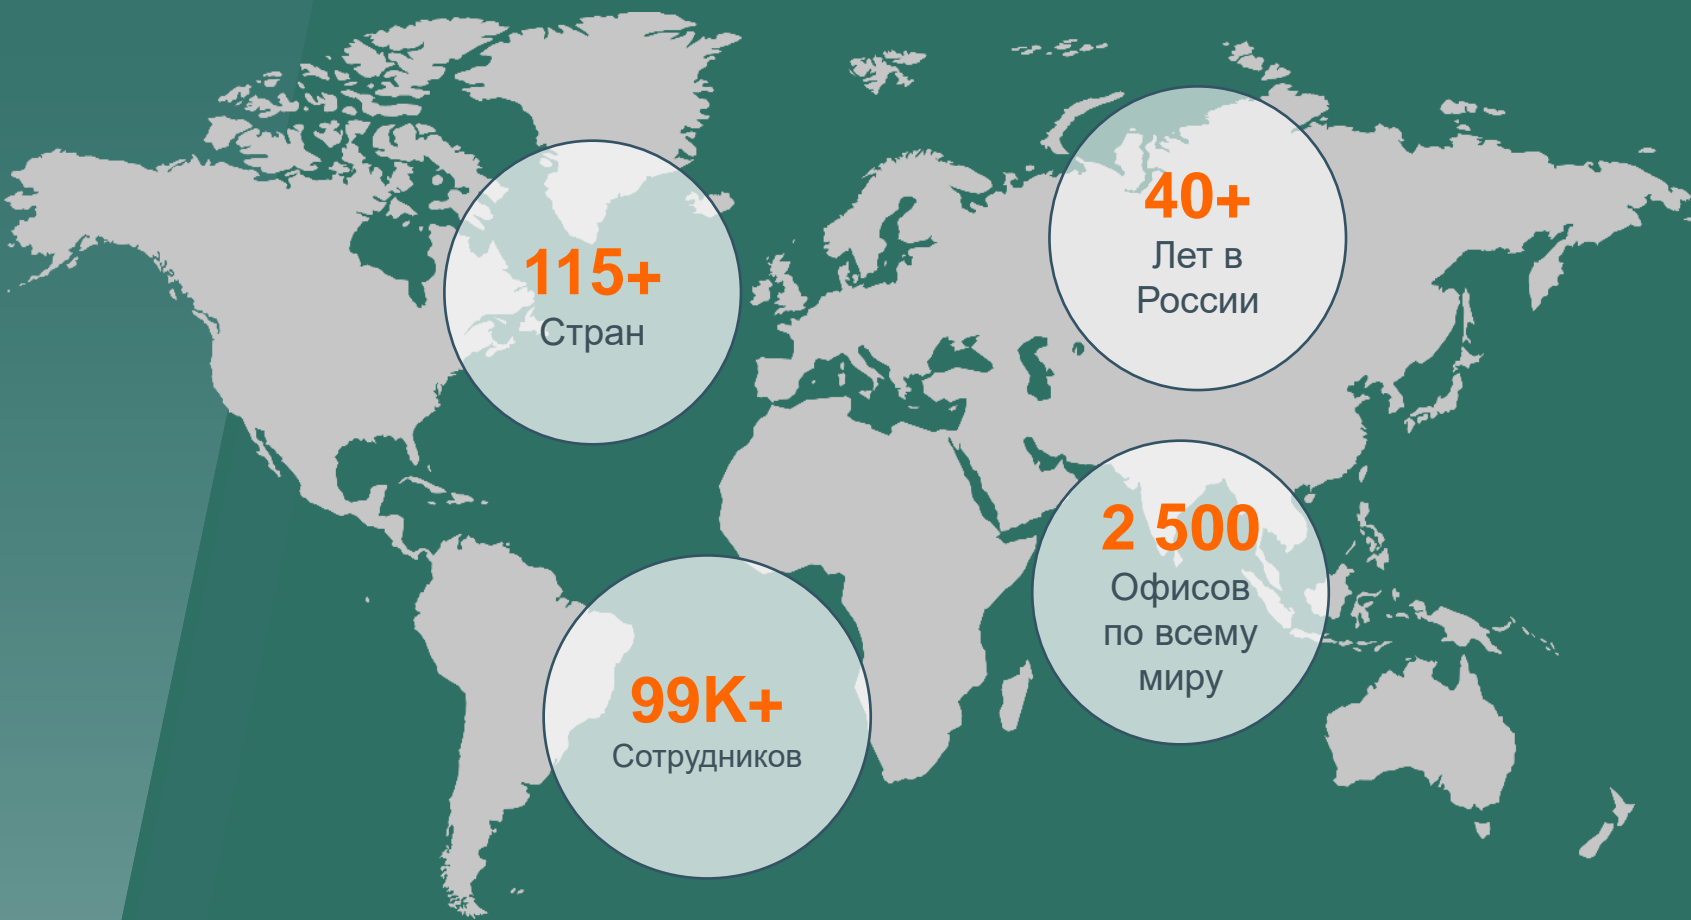 115+
Стран
40+
Лет в
России
2 500
Офисов
по всему
миру
99K+
Сотрудников